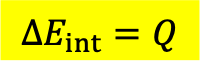 ΔE_int = Q